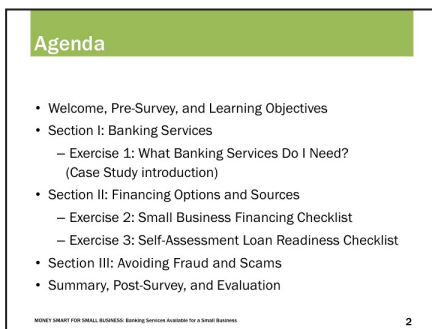 Agenda
• Welcome, Pre-Survey, and Learning Objectives
• Section I: Banking Services
– Exercise 1: What Banking Services Do I Need?
(Case Study introduction)
• Section II: Financing Options and Sources
– Exercise 2: Small Business Financing Checklist
– Exercise 3: Self-Assessment Loan Readiness Checklist
• Section III: Avoiding Fraud and Scams
• Summary, Post-Survey, and Evaluation
MONEY SMART FOR SMALL BUSINESS: Banking Services Available for a Small Business 2